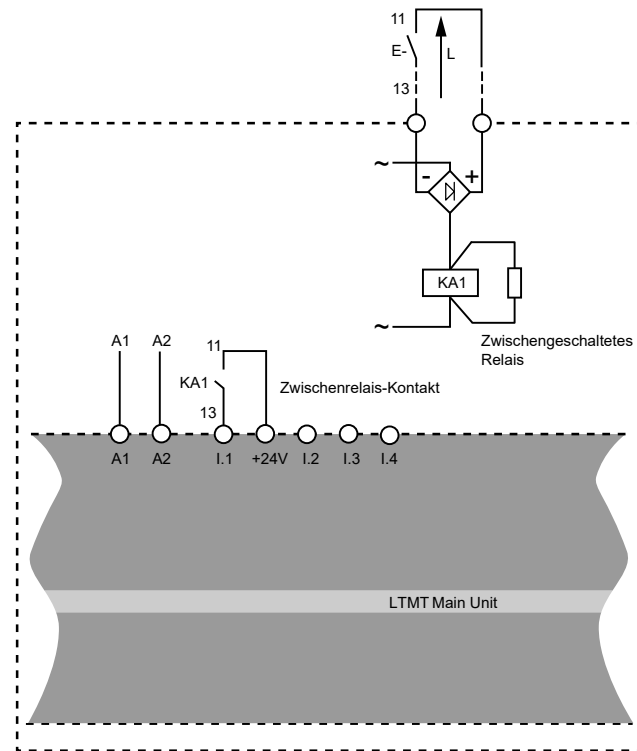 11
E-
L
13
~
-
+
KA1
~
Zwischengeschaltetes
Relais
A1 A2
11
KA1
Zwischenrelais-Kontakt
13
A1 A2 I.1 +24V I.2 I.3 I.4
LTMT Main Unit